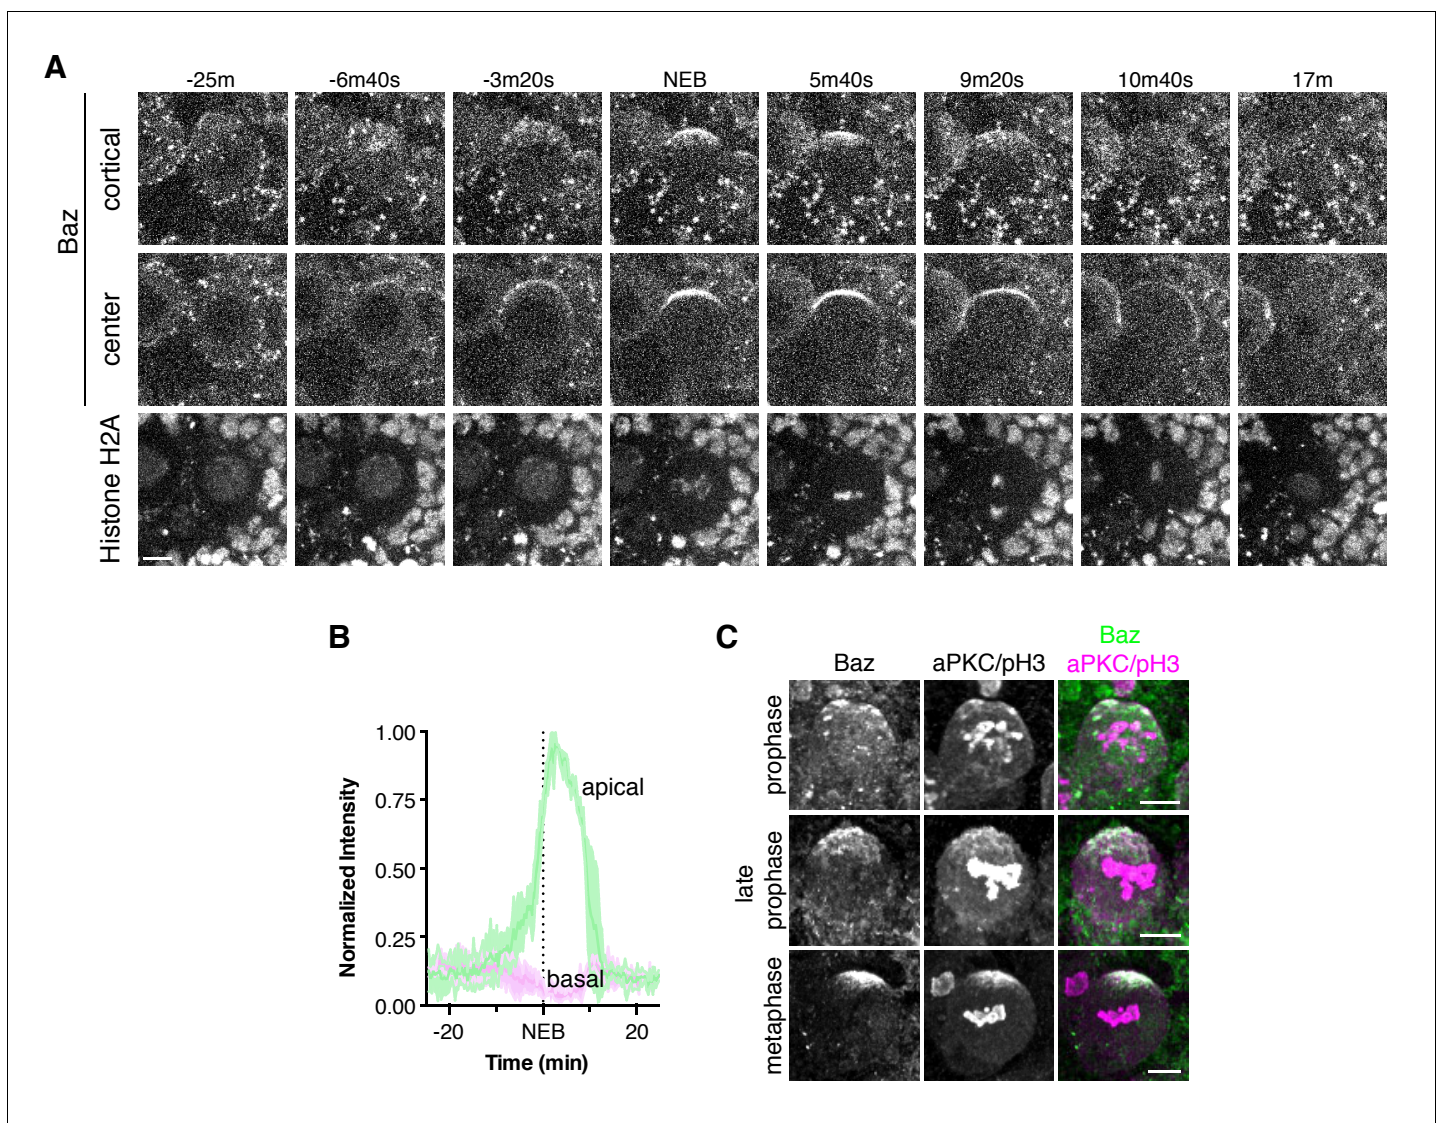 A
-25m -6m40s -3m20s NEB 5m40s 9m20s 10m40s 17m
Baz
cortical
center
Histone H2A
B
1.00
0.75
0.50
0.25
0.00
Normalized Intensity
apical
basal
-20 NEB 20
Time (min)
C
Baz
Baz aPKC/pH3 aPKC/pH3
prophase
late
prophase
metaphase